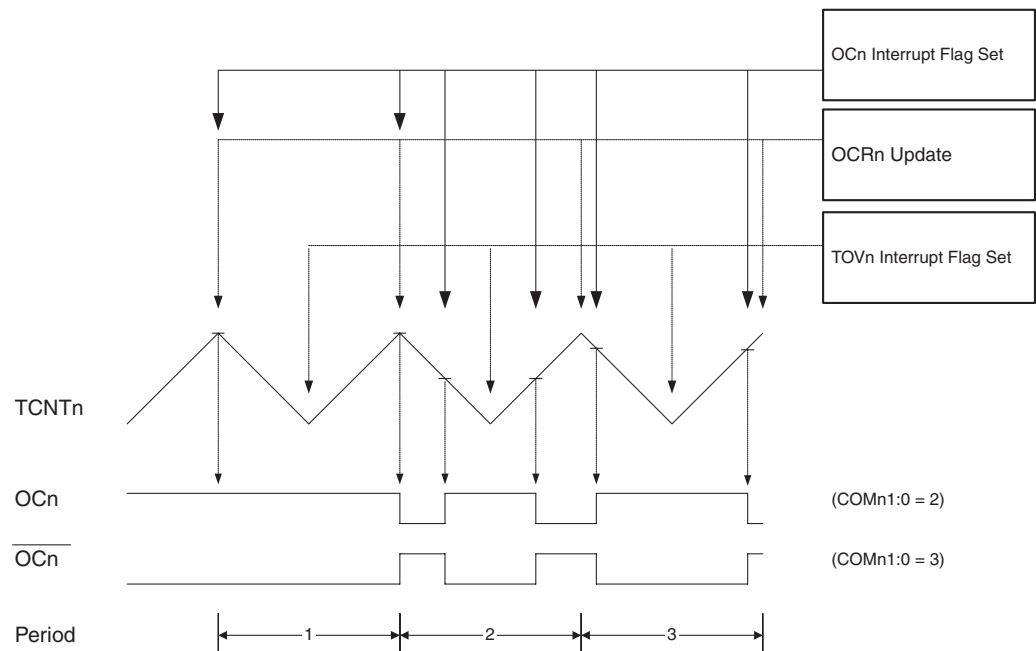 OCn Interrupt Flag Set
OCRn Update
TOVn Interrupt Flag Set
TCNTn
OCn
(COMn1:0 = 2)
OCn
(COMn1:0 = 3)
Period
1
2
3